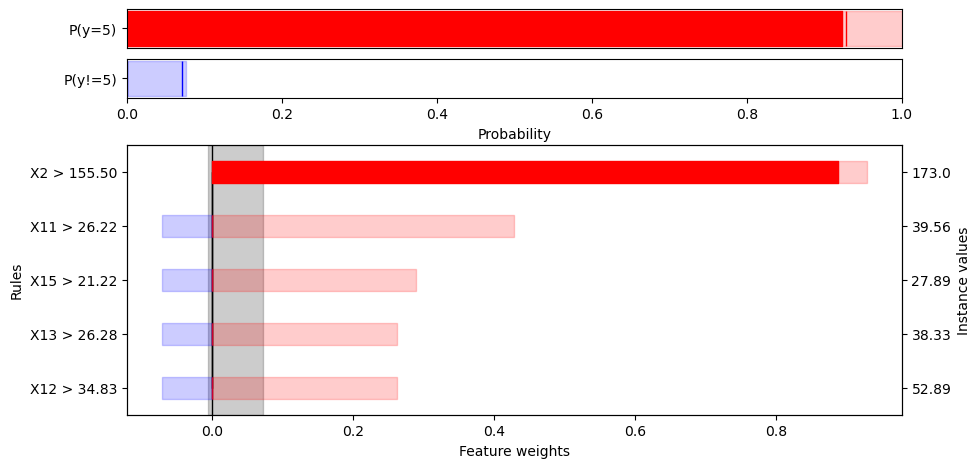 P(y=5)
P(y!=5)
0.0 0.2 0.4 0.6 0.8 1.0
Probability
Rules
X2 > 155.50 173.0
X11 > 26.22 39.56
X15 > 21.22 27.89
X13 > 26.28 38.33
X12 > 34.83 52.89
Instance values
0.0 0.2 0.4 0.6 0.8
Feature weights